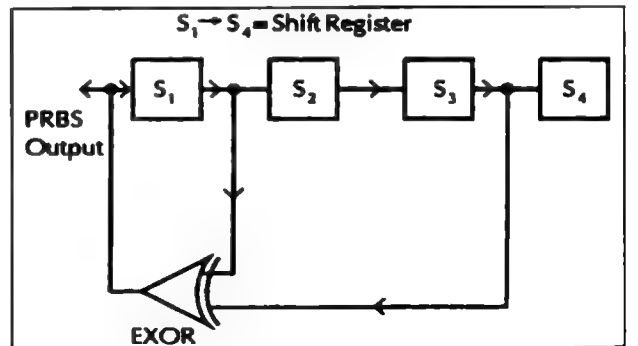 S₁→S₄= Shift Register
S₁
S₂
S₃
S₄
PRBS
Output
EXOR